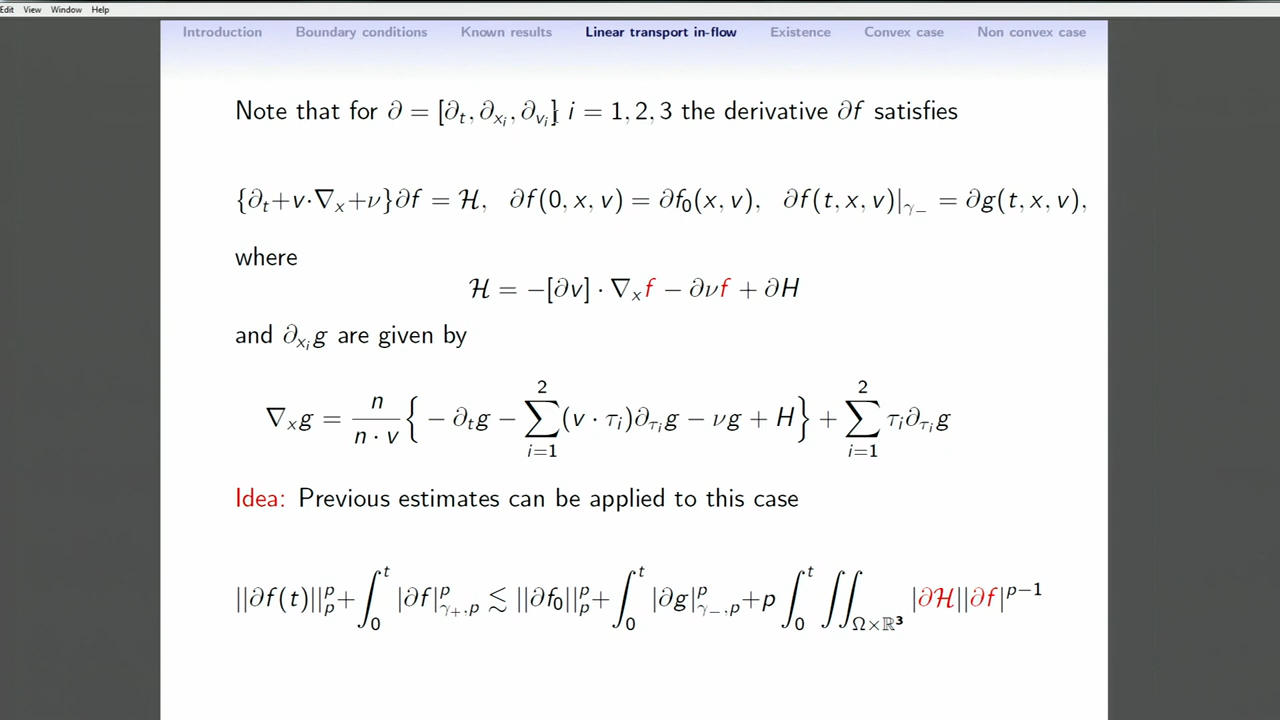 Edit View Window Help
Introduction Boundary conditions Known results Linear transport in-flow Existence Convex case Non convex case
Note that for ∂ = [∂_t, ∂_{x_i}, ∂_{v_i}] i = 1, 2, 3 the derivative ∂f satisfies
{∂_t+v·∇_x+ν}∂f = ℋ, ∂f(0, x, v) = ∂f_0(x, v), ∂f(t, x, v)|_{γ_−} = ∂g(t, x, v),
where
ℋ = −[∂v] · ∇_x f − ∂νf + ∂H
and ∂_{x_i}g are given by
∇_x g = \frac{n}{n · v} { − ∂_t g − ∑_{i=1}^{2} (v · τ_i)∂_{τ_i}g − νg + H } + ∑_{i=1}^{2} τ_i∂_{τ_i}g
Idea: Previous estimates can be applied to this case
||∂f(t)||_p^p + ∫_0^t |∂f|_{γ_+,p}^p ≲ ||∂f_0||_p^p + ∫_0^t |∂g|_{γ_−,p}^p + p ∫_0^t ∬_{Ω×ℝ^3} |∂ℋ||∂f|^{p−1}